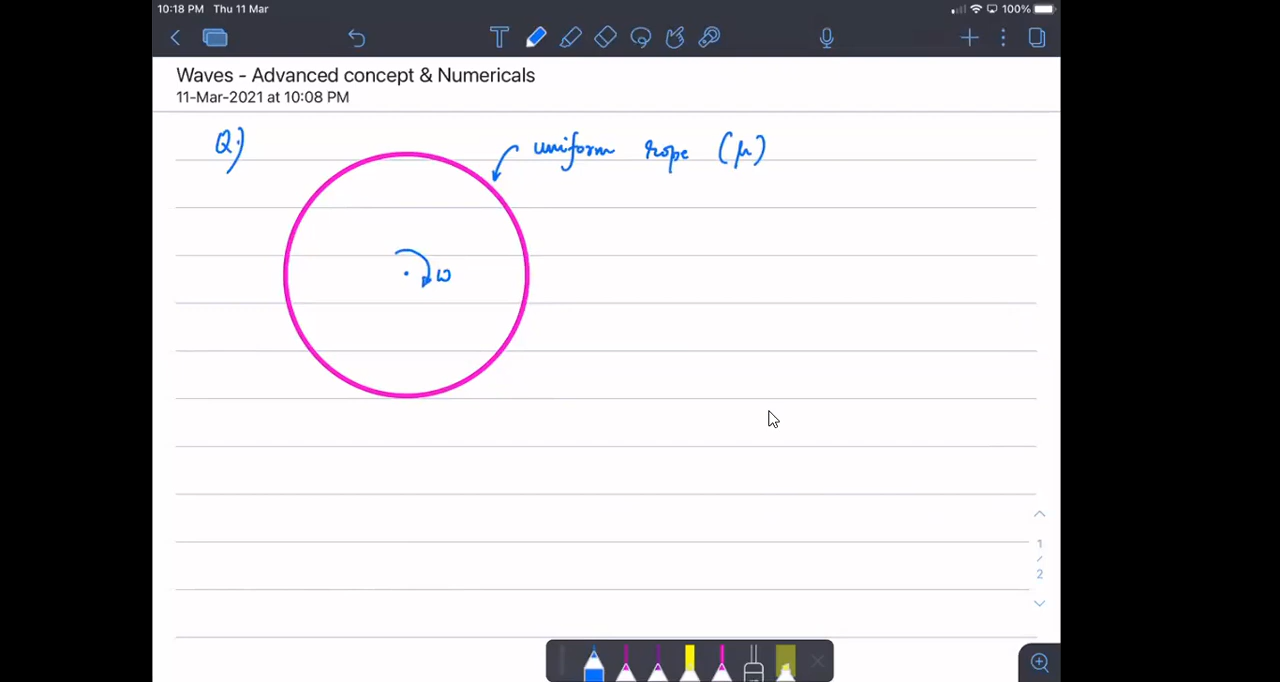 10:18 PM Thu 11 Mar
100%
T
Waves - Advanced concept & Numericals
11-Mar-2021 at 10:08 PM
Q.) uniform rope (μ)
ω
1
/
2